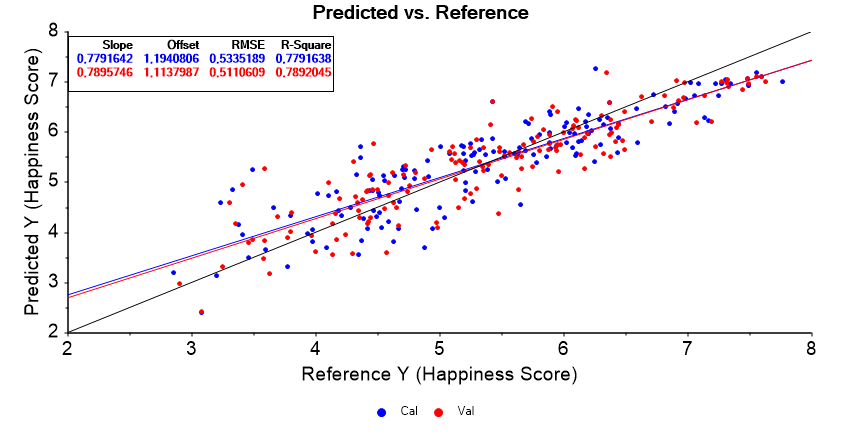 Predicted vs. Reference
Slope Offset RMSE R-Square
0.7791642 1.1940806 0.5335189 0.7791638
0.7895746 1.1137987 0.5110609 0.7892045
Predicted Y (Happiness Score)
8
7
6
5
4
3
2
2 3 4 5 6 7 8
Reference Y (Happiness Score)
Cal Val